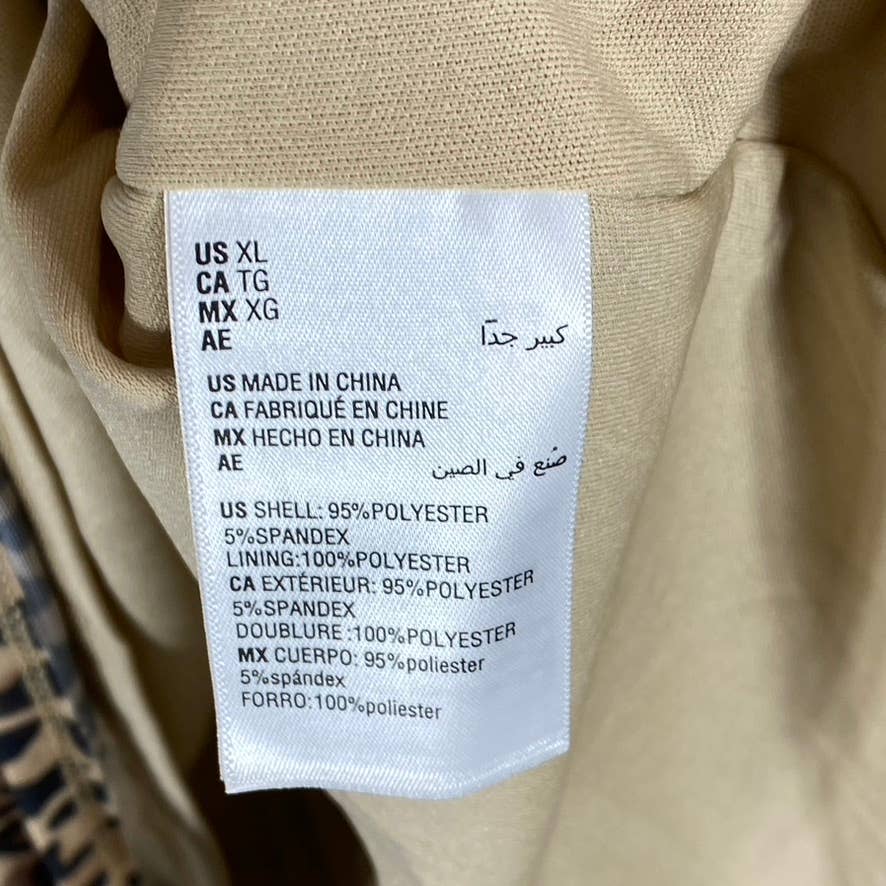 US XL
CA TG
MX XG
AE كبير جدًا
US MADE IN CHINA
CA FABRIQUÉ EN CHINE
MX HECHO EN CHINA
AE صُنع في الصين
US SHELL: 95%POLYESTER
5%SPANDEX
LINING:100%POLYESTER
CA EXTÉRIEUR: 95%POLYESTER
5%SPANDEX
DOUBLURE :100%POLYESTER
MX CUERPO: 95%poliester
5%spándex
FORRO:100%poliester